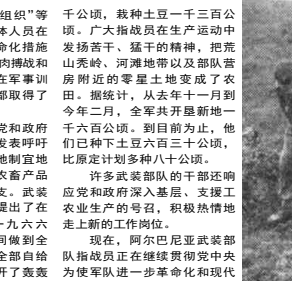 组织”等
体人员在
命化措施
肉搏战和
在军事训
都取得了
党和政府
发表呼吁
地制宜地
农畜产品
支。武装
提出了在
一九六六
间做到全
全部自给
开了轰轰
千公顷，栽种土豆一千三百公
顷。广大指战员在生产运动中
发扬苦干、猛干的精神，把荒
山秃岭、河滩地带以及部队营
房附近的零星土地变成了农
田。据统计，从去年十一月到
今年二月，全军共开垦新地一
千六百公顷。到目前为止，他
们已种下土豆六百三十公顷，
比原定计划多种八十公顷。
许多武装部队的干部还响
应党和政府深入基层、支援工
农业生产的号召，积极热情地
走上新的工作岗位。
现在，阿尔巴尼亚武装部
队指战员正在继续贯彻党中央
为使军队进一步革命化和现代